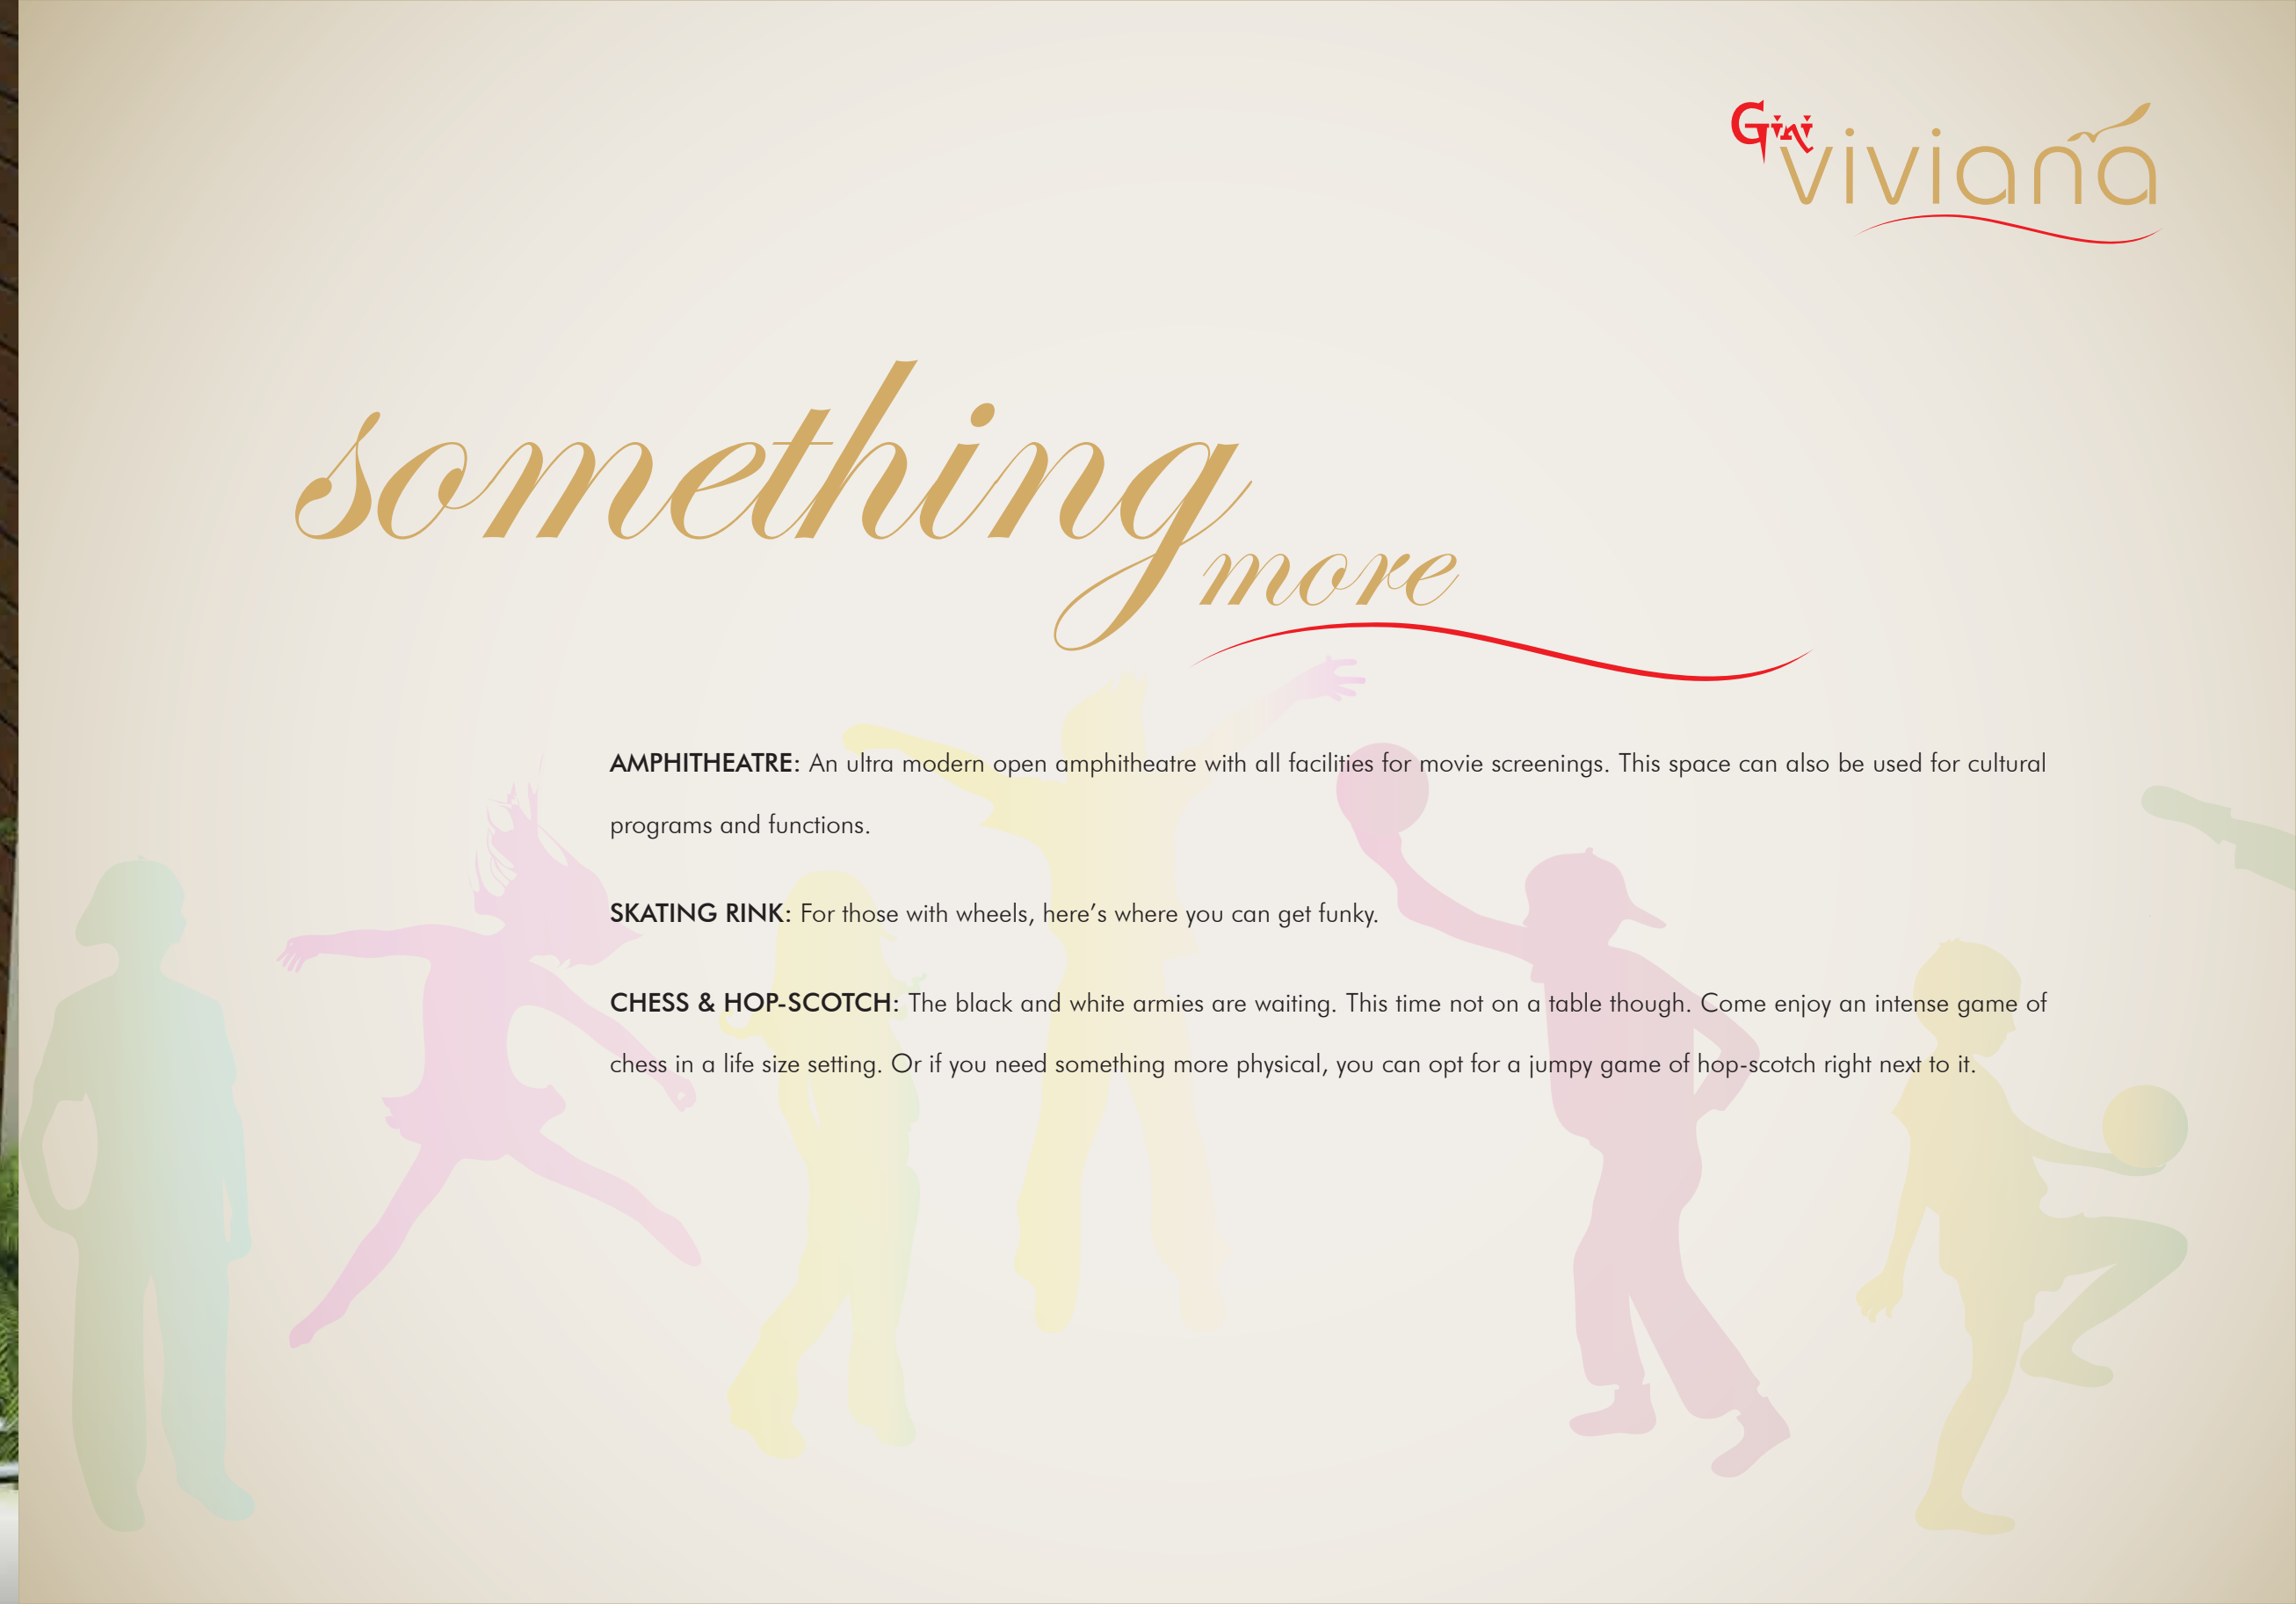 Gini
viviana
something
more
AMPHITHEATRE: An ultra modern open amphitheatre with all facilities for movie screenings. This space can also be used for cultural
programs and functions.
SKATING RINK: For those with wheels, here’s where you can get funky.
CHESS & HOP-SCOTCH: The black and white armies are waiting. This time not on a table though. Come enjoy an intense game of
chess in a life size setting. Or if you need something more physical, you can opt for a jumpy game of hop-scotch right next to it.